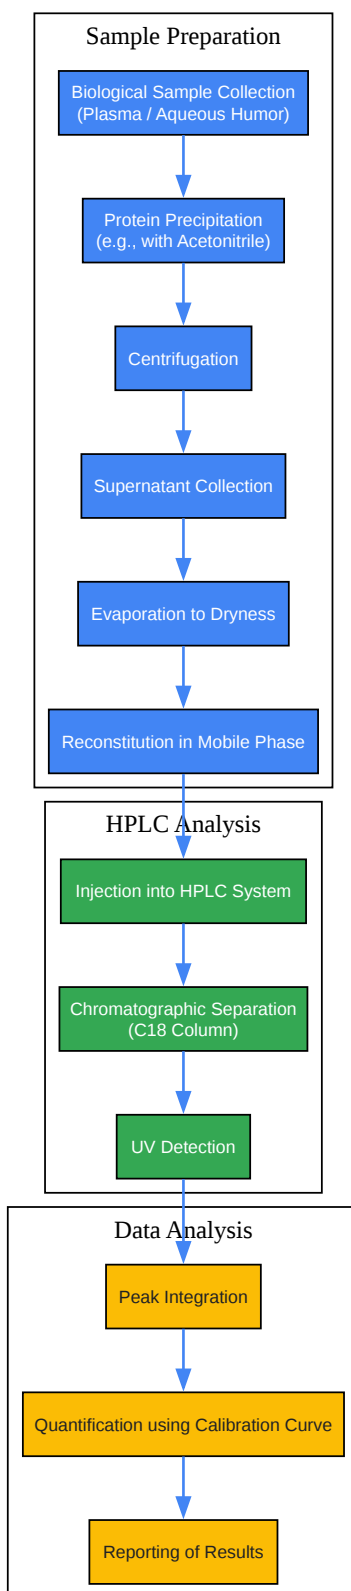 Sample Preparation
Biological Sample Collection
(Plasma / Aqueous Humor)
Protein Precipitation
(e.g., with Acetonitrile)
Centrifugation
Supernatant Collection
Evaporation to Dryness
Reconstitution in Mobile Phase
HPLC Analysis
Injection into HPLC System
Chromatographic Separation
(C18 Column)
UV Detection
Data Analysis
Peak Integration
Quantification using Calibration Curve
Reporting of Results